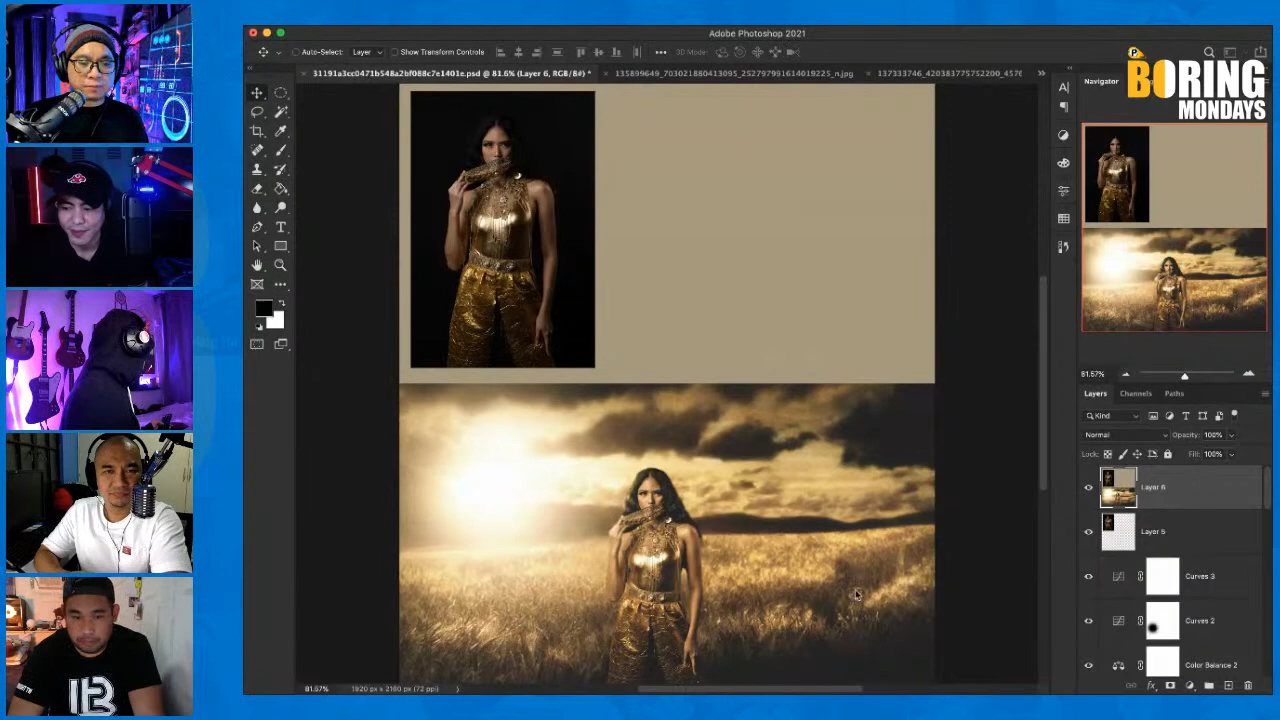 Adobe Photoshop 2021
Auto-Select: Layer Show Transform Controls 3D Mode:
31191a3cc0471b548a2bf088c7e1401e.psd @ 81.6% (Layer 6, RGB/8#) *
135899649_703021880413095_252797991614019225_n.jpg
BORING
MONDAYS
Navigator
81.57%
Layers Channels Paths
Kind
Normal Opacity: 100%
Lock: Fill: 100%
Layer 6
Layer 5
Curves 3
Curves 2
Color Balance 2
81.57% 1920 px x 2160 px (72 ppi)